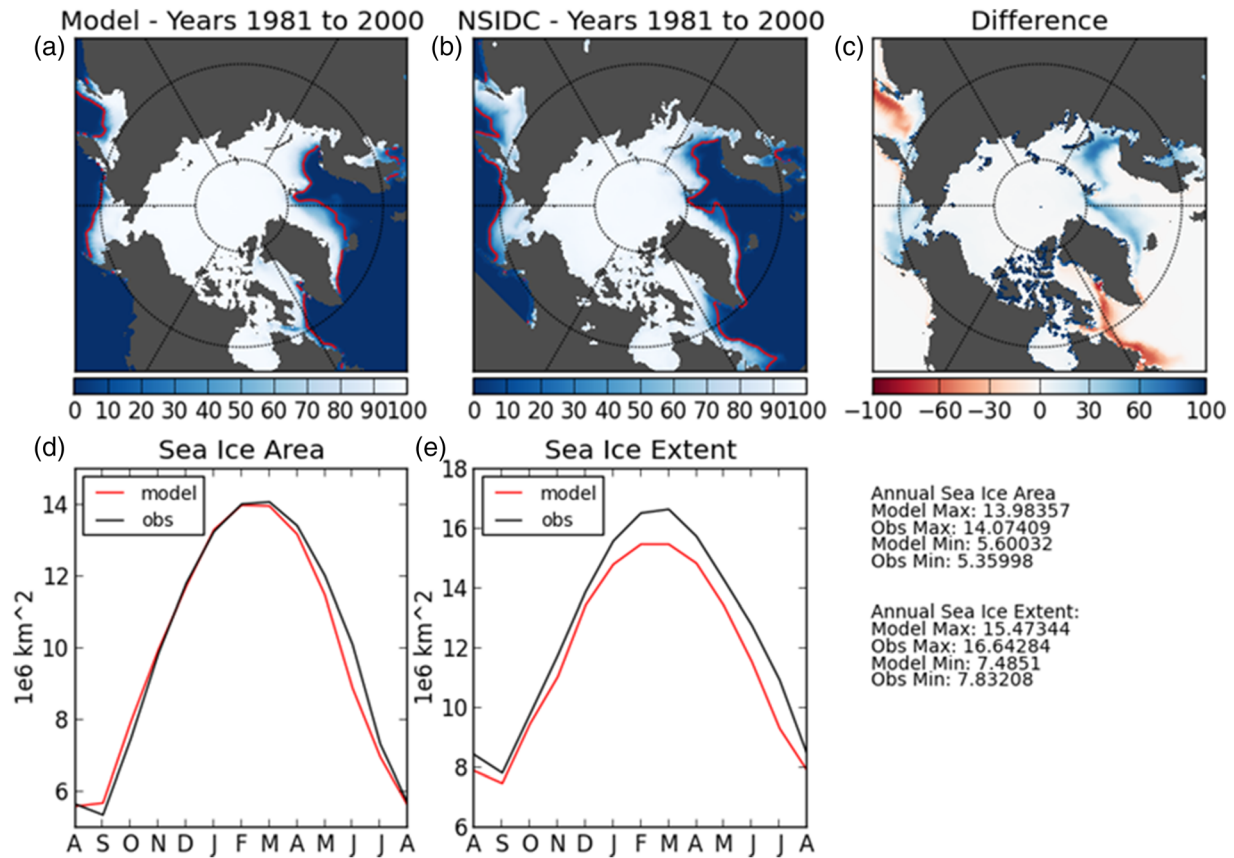 Model - Years 1981 to 2000
NSIDC - Years 1981 to 2000
Difference
(a)
(b)
(c)
0 10 20 30 40 50 60 70 80 90 100
0 10 20 30 40 50 60 70 80 90 100
−100 −60 −30 0 30 60 100
(d)
Sea Ice Area
(e)
Sea Ice Extent
model
obs
1e6 km^2
14
12
10
8
6
A S O N D J F M A M J J A
model
obs
1e6 km^2
18
16
14
12
10
8
6
A S O N D J F M A M J J A
Annual Sea Ice Area
Model Max: 13.98357
Obs Max: 14.07409
Model Min: 5.60032
Obs Min: 5.35998
Annual Sea Ice Extent:
Model Max: 15.47344
Obs Max: 16.64284
Model Min: 7.4851
Obs Min: 7.83208